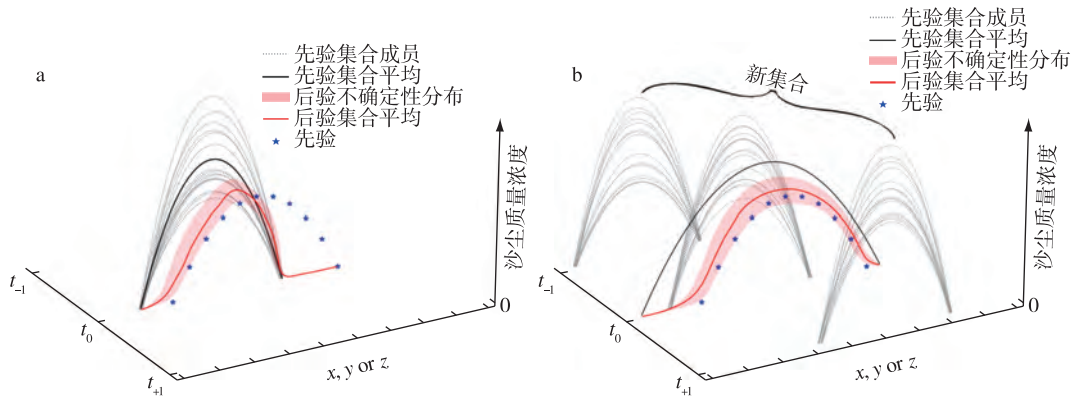 a
先验集合成员
先验集合平均
后验不确定性分布
后验集合平均
先验
沙尘质量浓度
0
t-1
t0
t+1
x, y or z
b
先验集合成员
先验集合平均
后验不确定性分布
后验集合平均
先验
新集合
沙尘质量浓度
0
t-1
t0
t+1
x, y or z